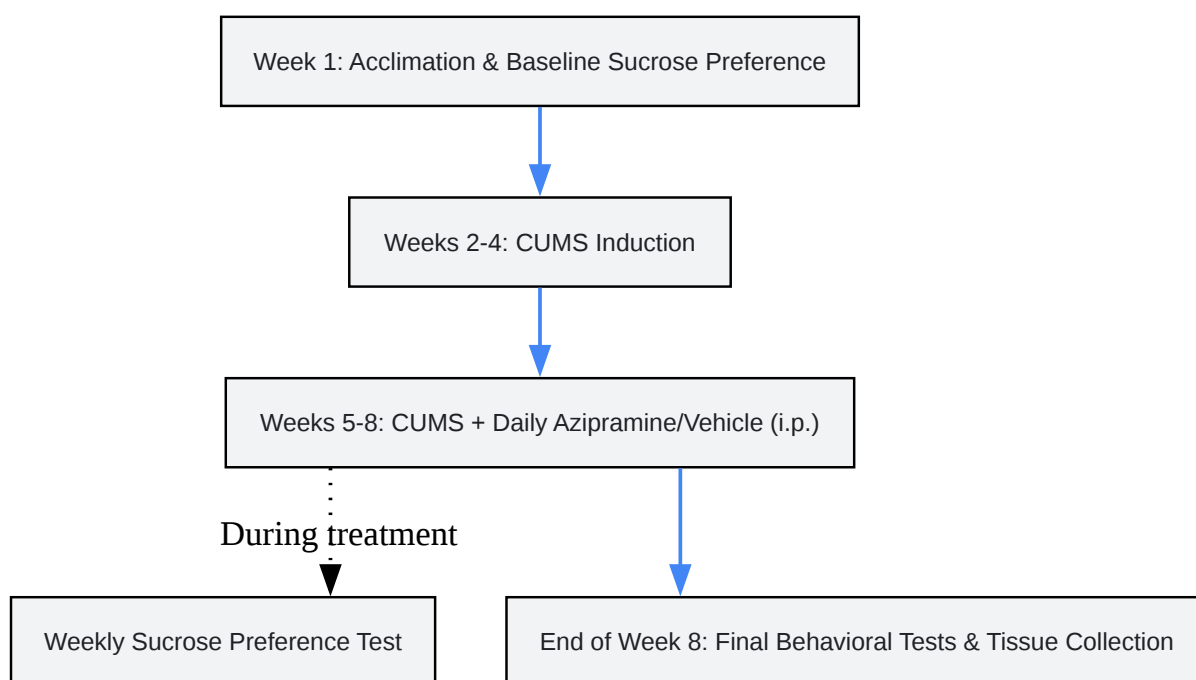 Week 1: Acclimation & Baseline Sucrose Preference
Weeks 2-4: CUMS Induction
Weeks 5-8: CUMS + Daily Azipramine/Vehicle (i.p.)
During treatment
Weekly Sucrose Preference Test
End of Week 8: Final Behavioral Tests & Tissue Collection